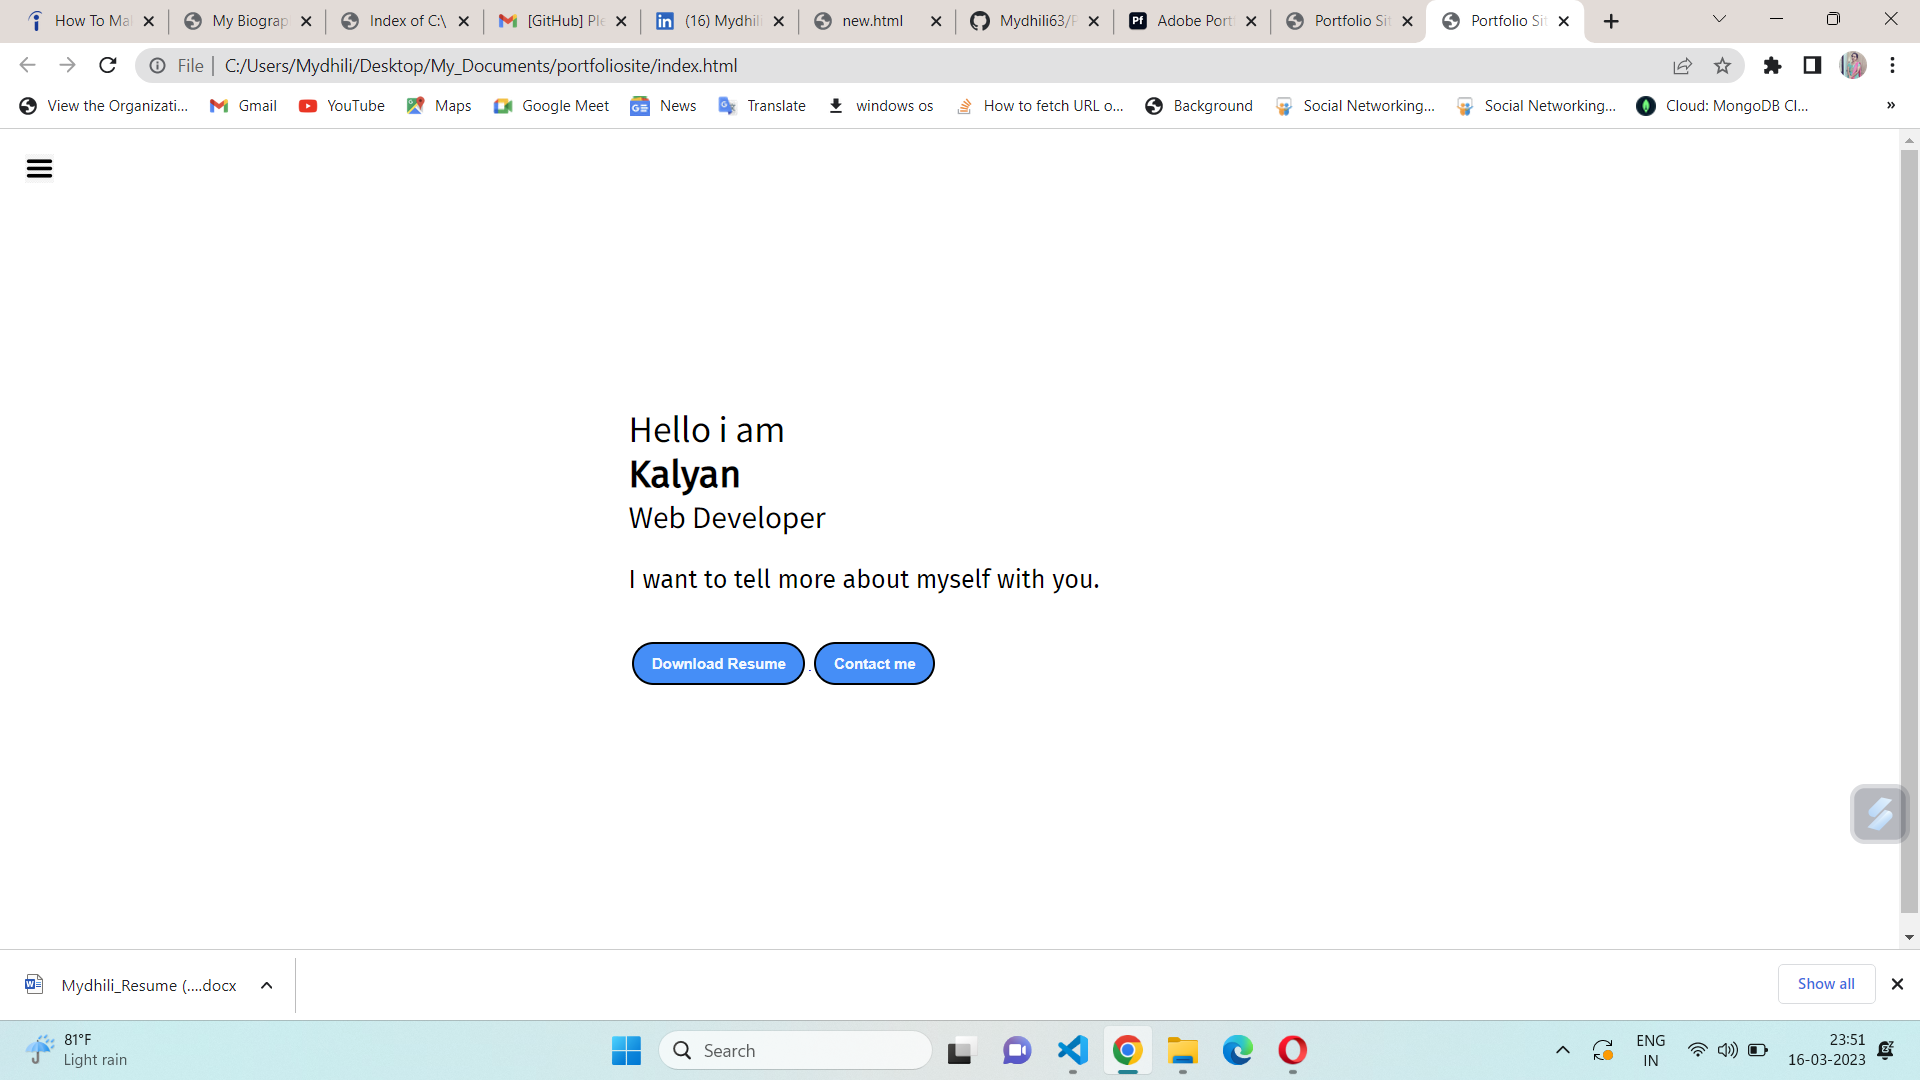 How To Mal
My Biograp
Index of C:\
[GitHub] Ple
(16) Mydhili
new.html
Mydhili63/P
Adobe Portf
Portfolio Sit
Portfolio Sit
File
C:/Users/Mydhili/Desktop/My_Documents/portfoliosite/index.html
View the Organizati...
Gmail
YouTube
Maps
Google Meet
News
Translate
windows os
How to fetch URL o...
Background
Social Networking...
Social Networking...
Cloud: MongoDB Cl...
»
Hello i am
Kalyan
Web Developer
I want to tell more about myself with you.
Download Resume . Contact me
Mydhili_Resume (....docx
Show all
81°F
Light rain
Search
ENG
IN
23:51
16-03-2023